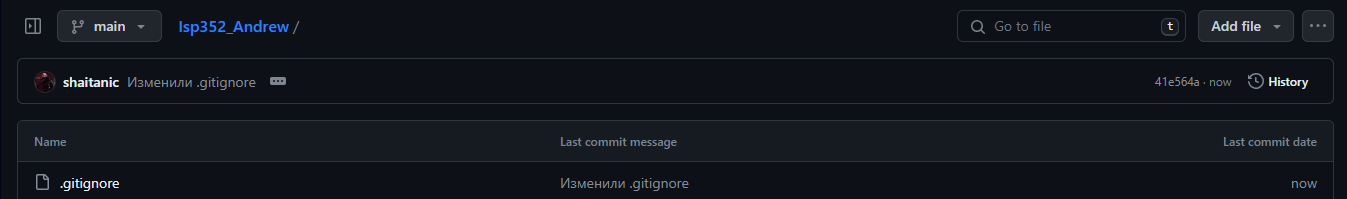 main Isp352_Andrew / Go to file t Add file
shaitanic Изменили .gitignore 41e564a · now History
Name Last commit message Last commit date
.gitignore Изменили .gitignore now